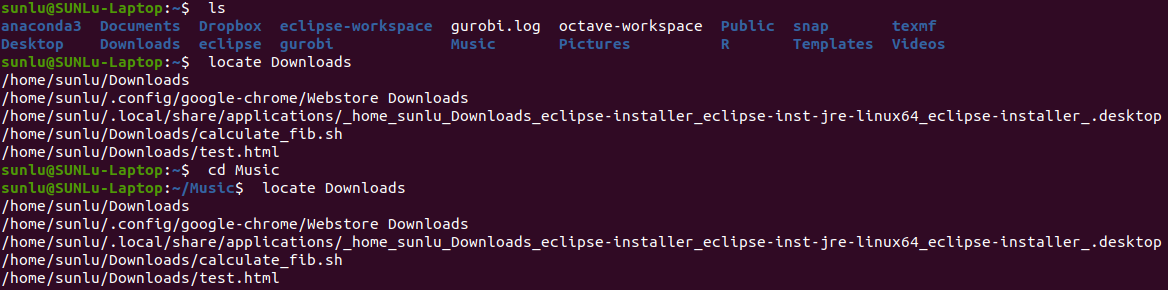 sunlu@SUNLu-Laptop:~$  ls
anaconda3  Documents  Dropbox  eclipse-workspace  gurobi.log  octave-workspace  Public  snap       texmf
Desktop    Downloads  eclipse  gurobi             Music       Pictures          R       Templates  Videos
sunlu@SUNLu-Laptop:~$  locate Downloads
/home/sunlu/Downloads
/home/sunlu/.config/google-chrome/Webstore Downloads
/home/sunlu/.local/share/applications/_home_sunlu_Downloads_eclipse-installer_eclipse-inst-jre-linux64_eclipse-installer_.desktop
/home/sunlu/Downloads/calculate_fib.sh
/home/sunlu/Downloads/test.html
sunlu@SUNLu-Laptop:~$  cd Music
sunlu@SUNLu-Laptop:~/Music$  locate Downloads
/home/sunlu/Downloads
/home/sunlu/.config/google-chrome/Webstore Downloads
/home/sunlu/.local/share/applications/_home_sunlu_Downloads_eclipse-installer_eclipse-inst-jre-linux64_eclipse-installer_.desktop
/home/sunlu/Downloads/calculate_fib.sh
/home/sunlu/Downloads/test.html